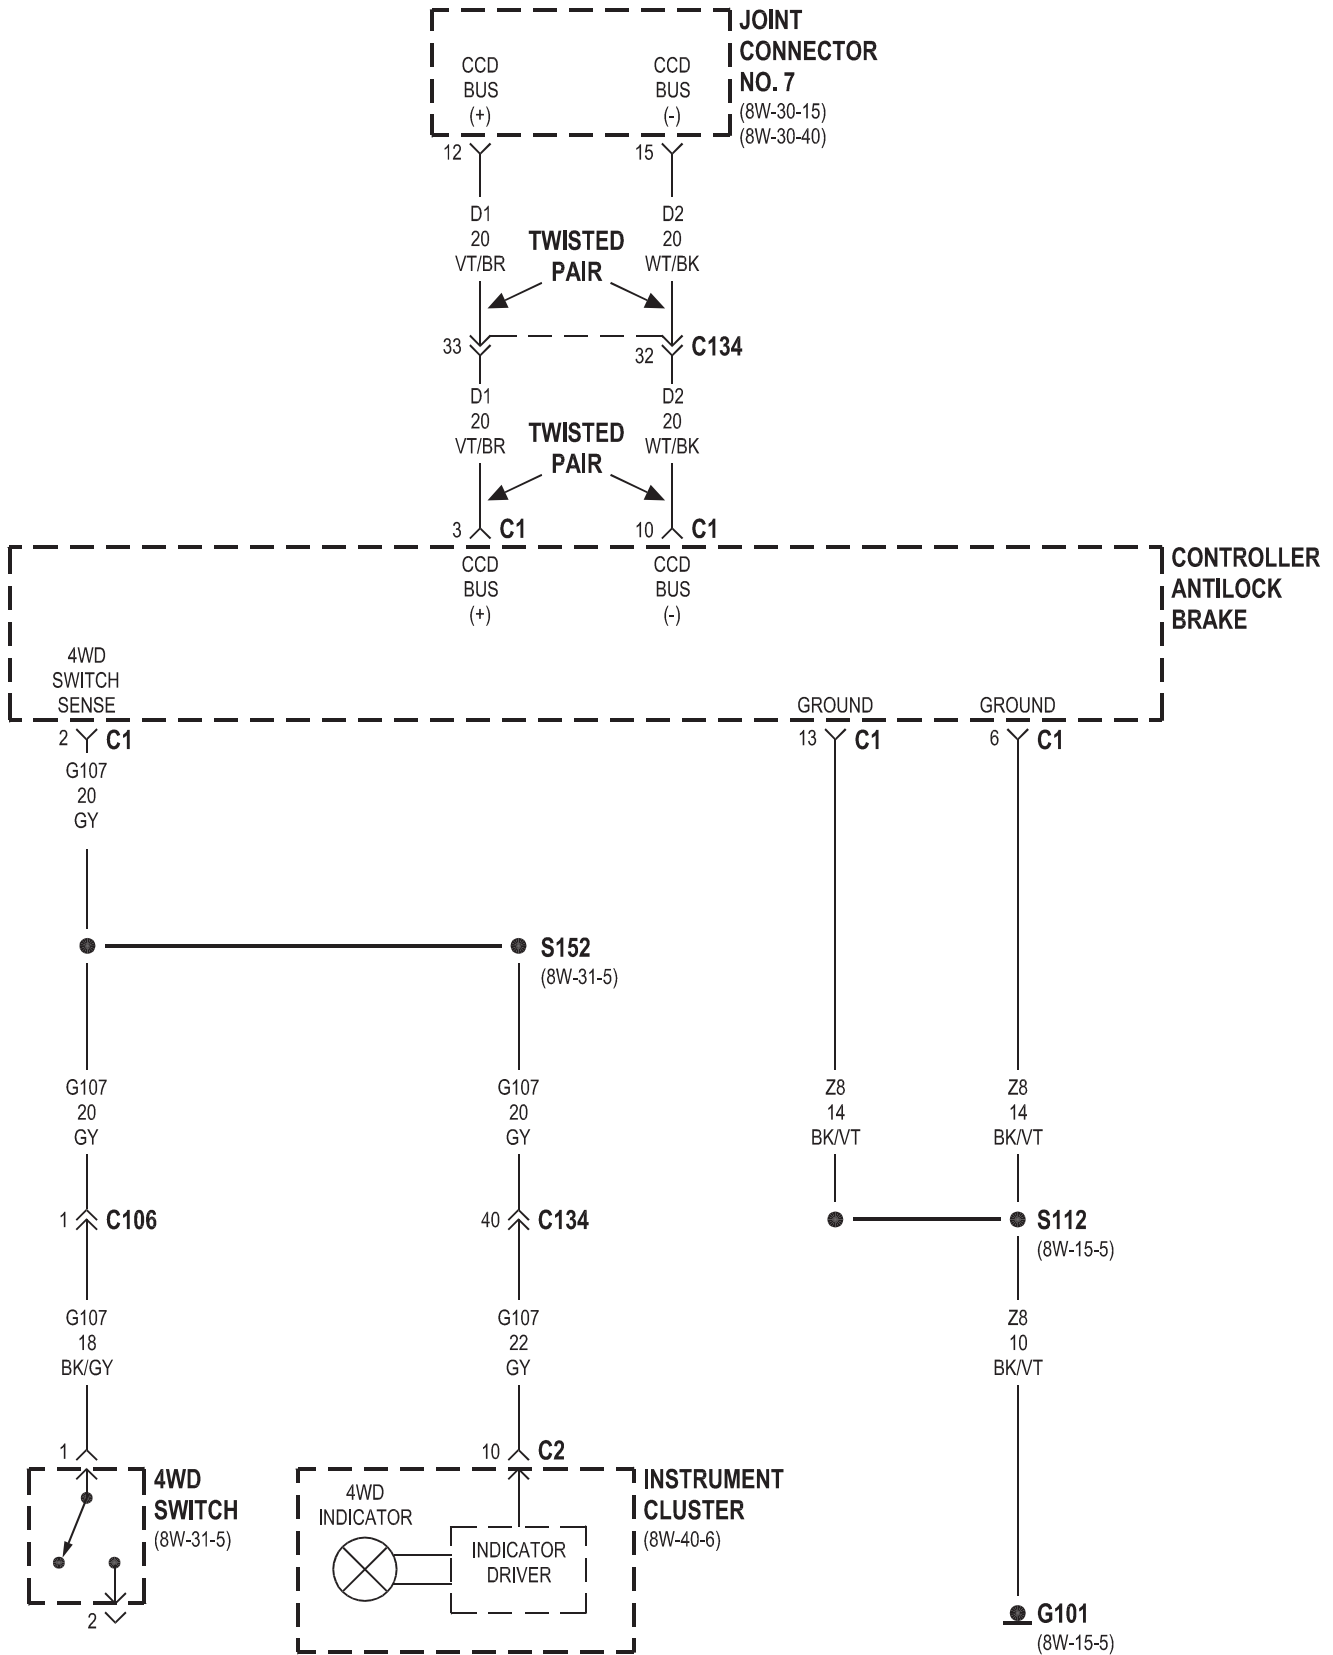 JOINT
CONNECTOR
NO. 7
(8W-30-15)
(8W-30-40)
CCD
BUS
(+)
CCD
BUS
(-)
12
15
D1
20
VT/BR
TWISTED
PAIR
D2
20
WT/BK
33
32
C134
D1
20
VT/BR
TWISTED
PAIR
D2
20
WT/BK
3
C1
10
C1
CCD
BUS
(+)
CCD
BUS
(-)
CONTROLLER
ANTILOCK
BRAKE
4WD
SWITCH
SENSE
GROUND
GROUND
2
C1
13
C1
6
C1
G107
20
GY
S152
(8W-31-5)
G107
20
GY
G107
20
GY
Z8
14
BK/VT
Z8
14
BK/VT
1
C106
40
C134
S112
(8W-15-5)
G107
18
BK/GY
G107
22
GY
Z8
10
BK/VT
1
10
C2
4WD
SWITCH
(8W-31-5)
2
4WD
INDICATOR
INDICATOR
DRIVER
INSTRUMENT
CLUSTER
(8W-40-6)
G101
(8W-15-5)